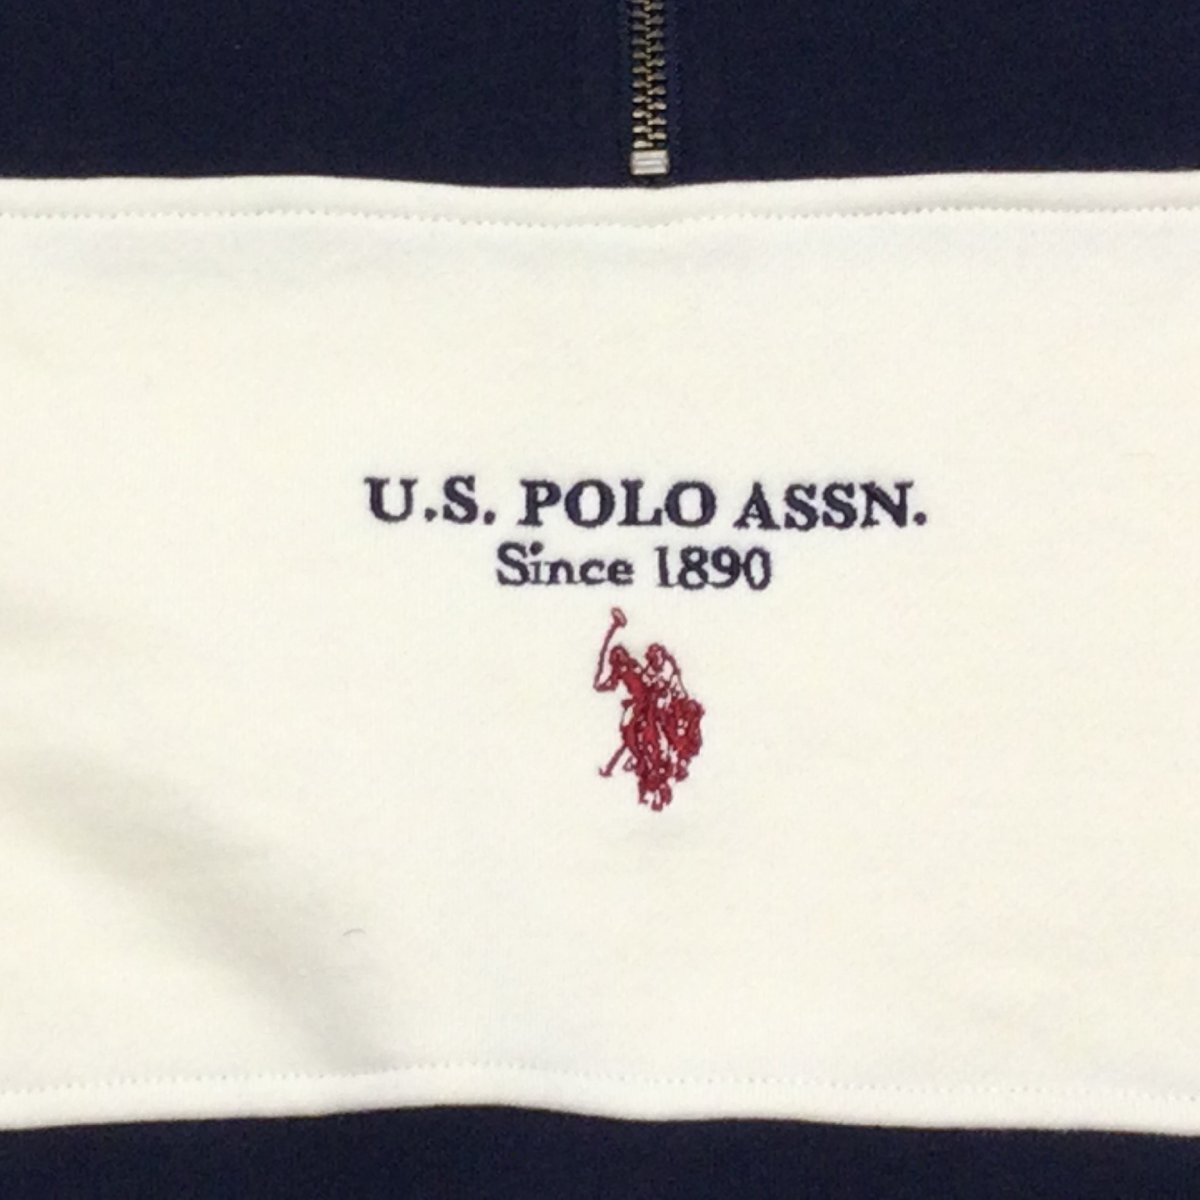 U.S. POLO ASSN.
Since 1890